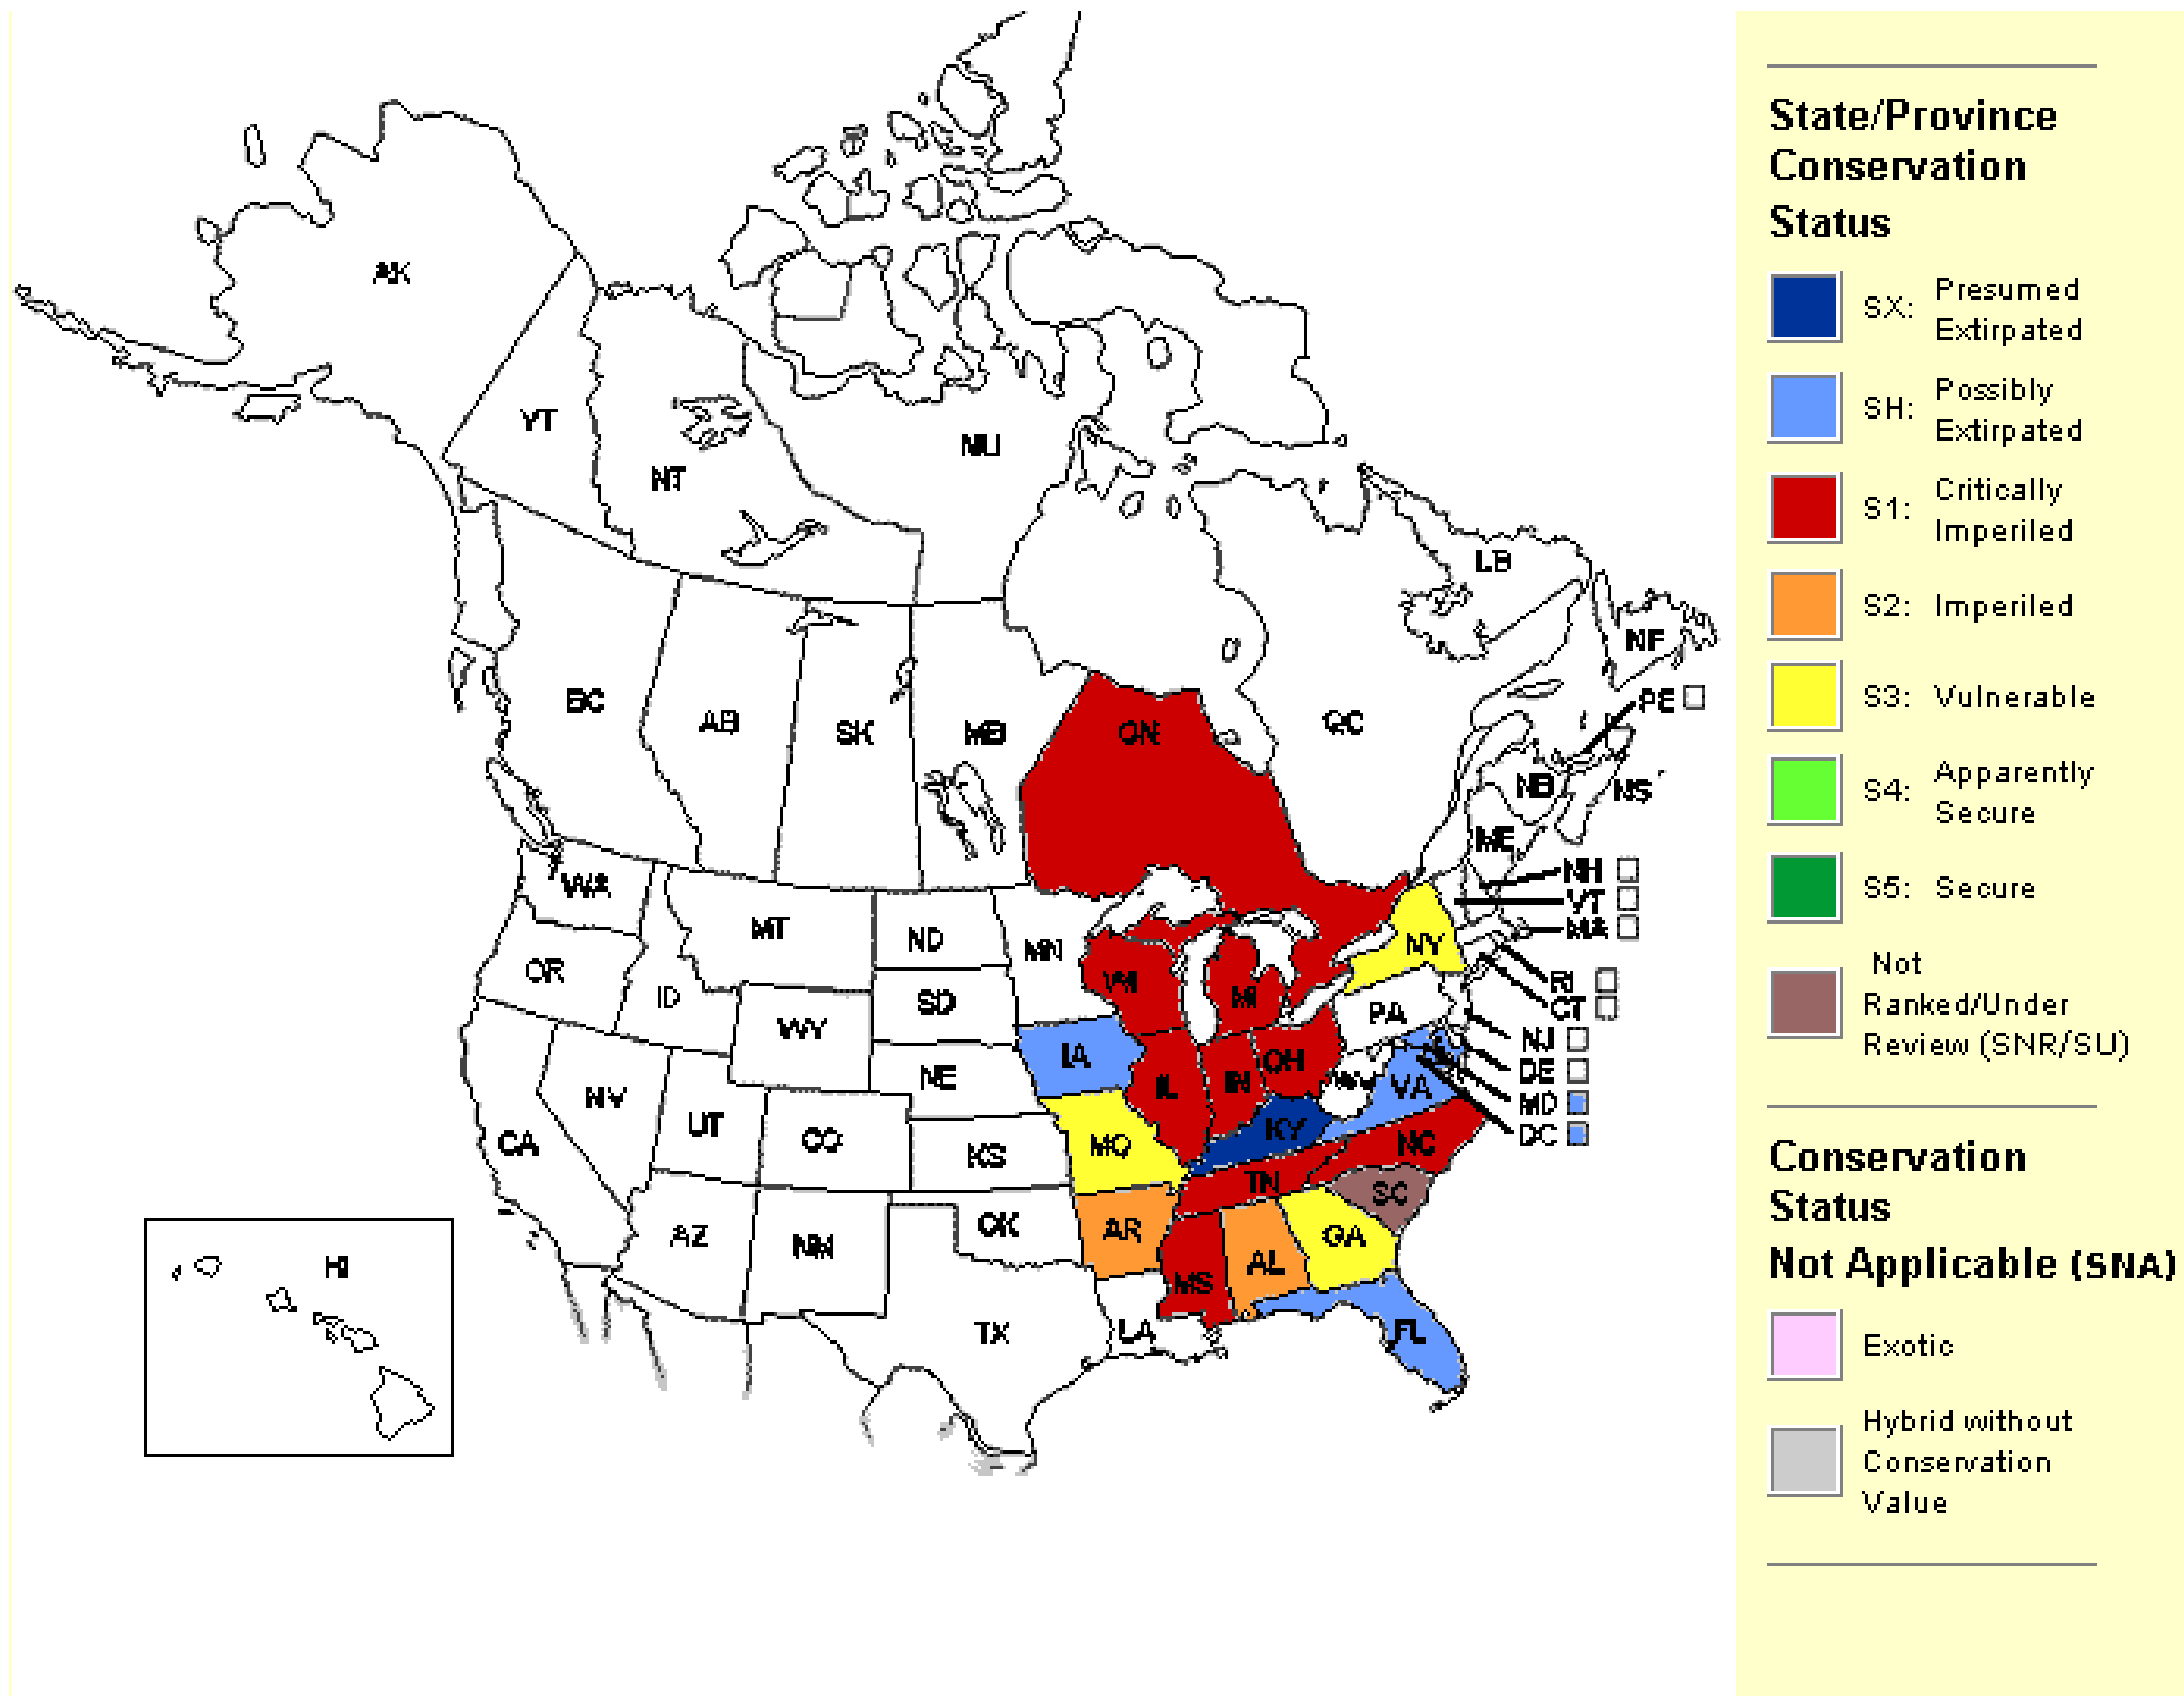 AK
YT
NT
NU
LB
NF
PE
BC
AB
SK
MB
ON
QC
NB
NS
ME
NH
VT
MA
RI
CT
NJ
DE
MD
DC
WA
MT
ND
MN
OR
ID
SD
WI
MI
NY
PA
WY
IA
NE
IL
IN
OH
WV
VA
NV
UT
CO
CA
KS
MO
KY
NC
TN
SC
AZ
NM
OK
AR
MS
AL
GA
TX
LA
FL
HI
State/Province
Conservation
Status
SX: Presumed
Extirpated
SH: Possibly
Extirpated
S1: Critically
Imperiled
S2: Imperiled
S3: Vulnerable
S4: Apparently
Secure
S5: Secure
Not
Ranked/Under
Review (SNR/SU)
Conservation
Status
Not Applicable (SNA)
Exotic
Hybrid without
Conservation
Value